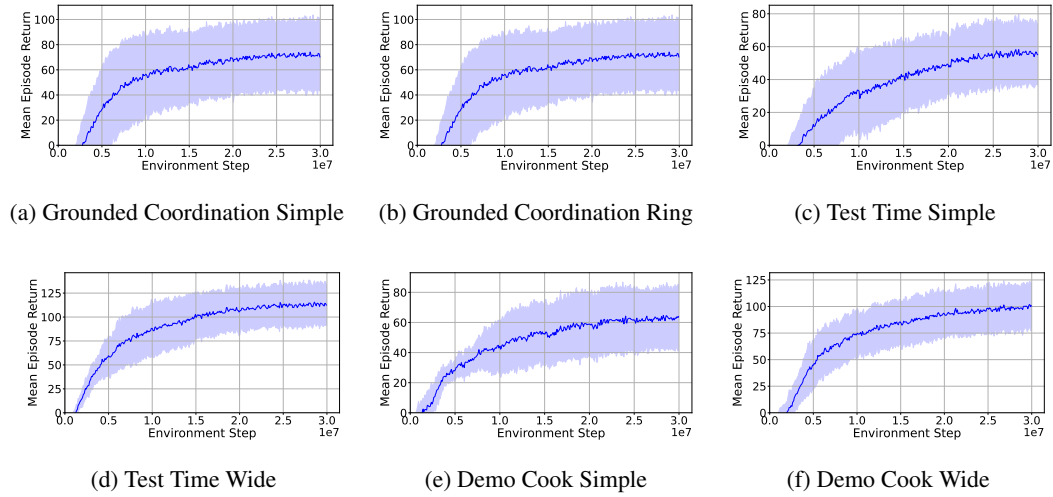 Mean Episode Return
100
80
60
40
20
0
0.0 0.5 1.0 1.5 2.0 2.5 3.0
Environment Step
1e7
(a) Grounded Coordination Simple
Mean Episode Return
100
80
60
40
20
0
0.0 0.5 1.0 1.5 2.0 2.5 3.0
Environment Step
1e7
(b) Grounded Coordination Ring
Mean Episode Return
80
60
40
20
0
0.0 0.5 1.0 1.5 2.0 2.5 3.0
Environment Step
1e7
(c) Test Time Simple
Mean Episode Return
125
100
75
50
25
0
0.0 0.5 1.0 1.5 2.0 2.5 3.0
Environment Step
1e7
(d) Test Time Wide
Mean Episode Return
80
60
40
20
0
0.0 0.5 1.0 1.5 2.0 2.5 3.0
Environment Step
1e7
(e) Demo Cook Simple
Mean Episode Return
125
100
75
50
25
0
0.0 0.5 1.0 1.5 2.0 2.5 3.0
Environment Step
1e7
(f) Demo Cook Wide